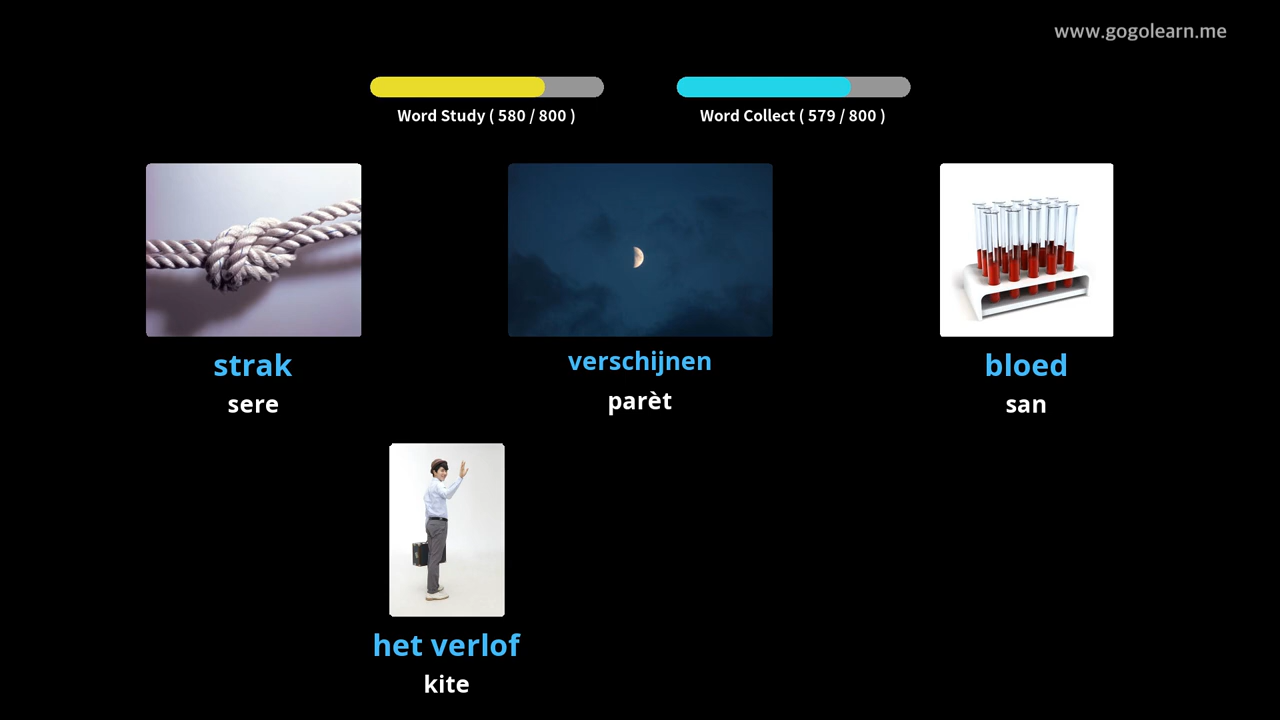 www.gogolearn.me
Word Study ( 580 / 800 )
Word Collect ( 579 / 800 )
strak
sere
verschijnen
parèt
bloed
san
het verlof
kite